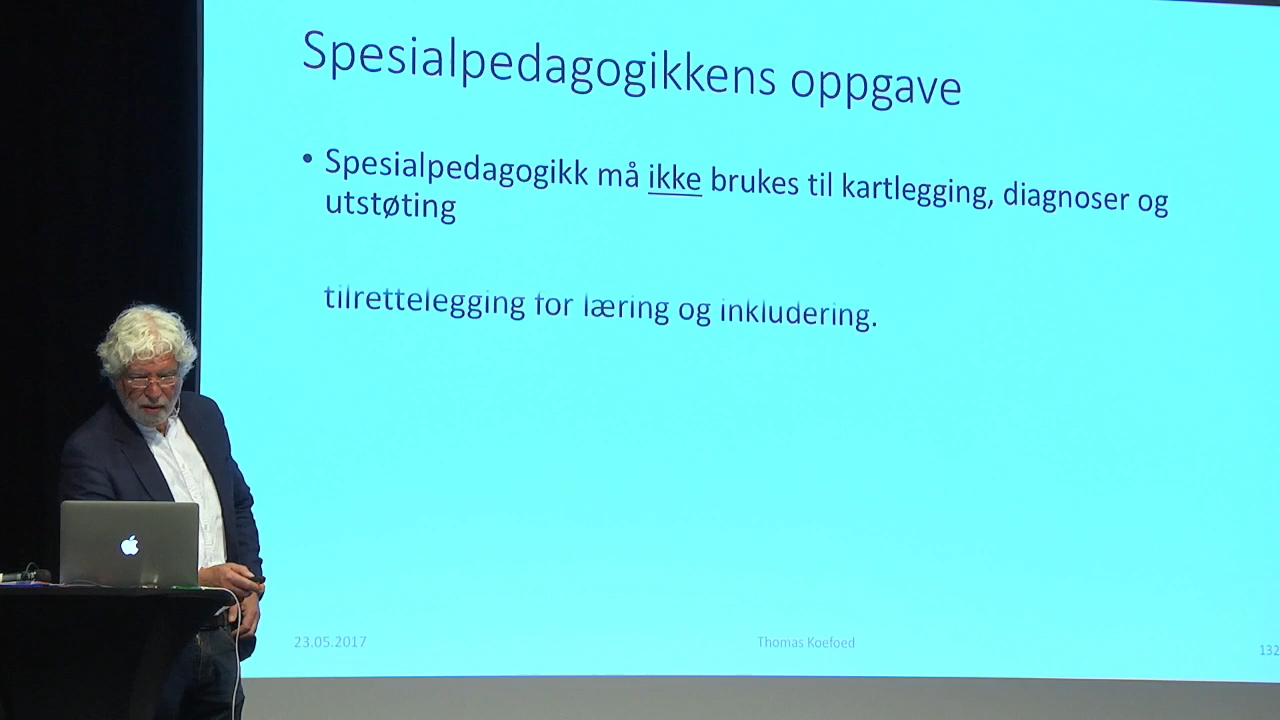 Spesialpedagogikkens oppgave
• Spesialpedagogikk må ikke brukes til kartlegging, diagnoser og
utstøting
tilrettelegging for læring og inkludering.
23.05.2017
Thomas Koefoed
132